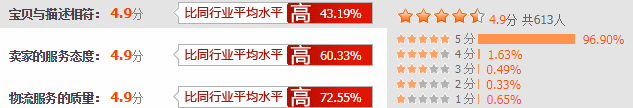 宝贝与描述相符： 4.9分 比同行业平均水平 高 43.19%
卖家的服务态度： 4.9分 比同行业平均水平 高 60.33%
物流服务的质量： 4.9分 比同行业平均水平 高 72.55%
4.9分 共613人
5分 96.90%
4分 1.63%
3分 0.49%
2分 0.33%
1分 0.65%